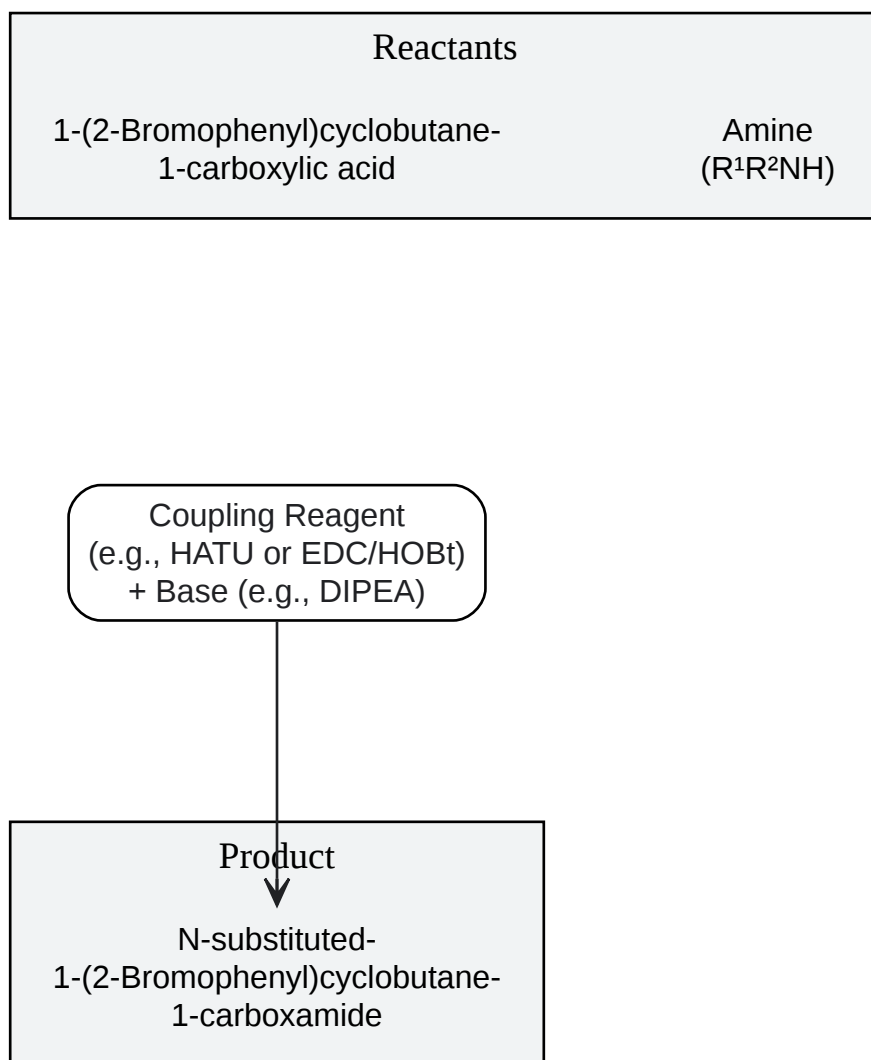 Reactants
1-(2-Bromophenyl)cyclobutane-
1-carboxylic acid
Amine
(R¹R²NH)
Coupling Reagent
(e.g., HATU or EDC/HOBt)
+ Base (e.g., DIPEA)
Product
N-substituted-
1-(2-Bromophenyl)cyclobutane-
1-carboxamide